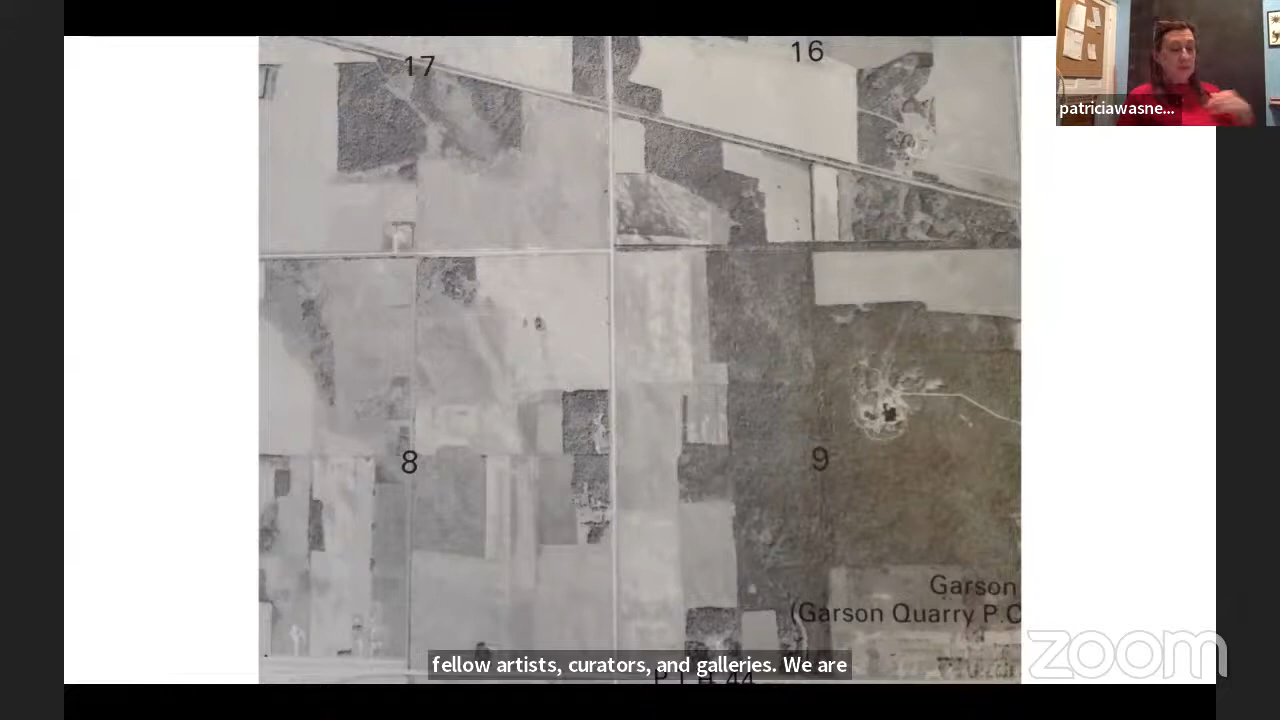 17
16
patriciawasne...
8
9
Garson
(Garson Quarry P.O
fellow artists, curators, and galleries. We are
zoom